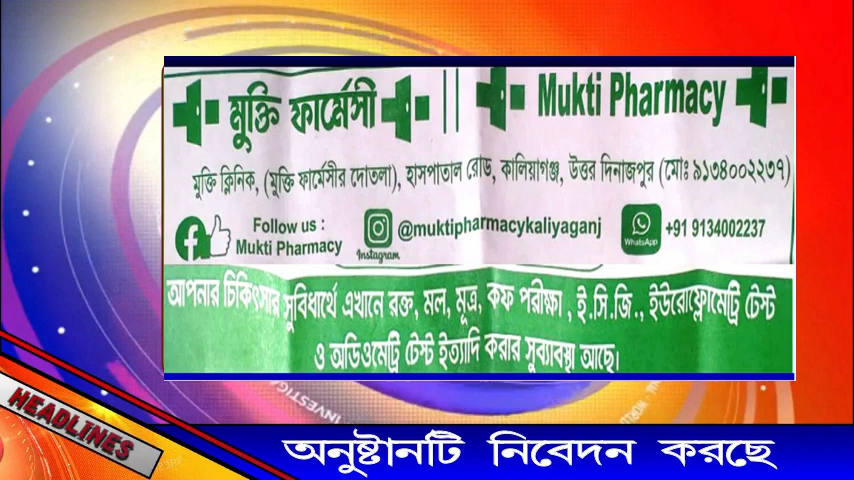 মুক্তি ফার্মেসী || Mukti Pharmacy
মুক্তি ক্লিনিক, (মুক্তি ফার্মেসীর দোতলা), হাসপাতাল রোড, কালিয়াগঞ্জ, উত্তর দিনাজপুর (মোঃ ৯১৩৪০০২২৩৭)
Follow us :
Mukti Pharmacy
Instagram
@muktipharmacykaliyaganj
WhatsApp
+91 9134002237
আপনার চিকিৎসার সুবিধার্থে এখানে রক্ত, মল, মূত্র, কফ পরীক্ষা, ই.সি.জি., ইউরোফ্লোমেট্রি টেস্ট
ও অডিওমেট্রি টেস্ট ইত্যাদি করার সুব্যাবস্থা আছে।
HEADLINES
অনুষ্টানটি নিবেদন করছে